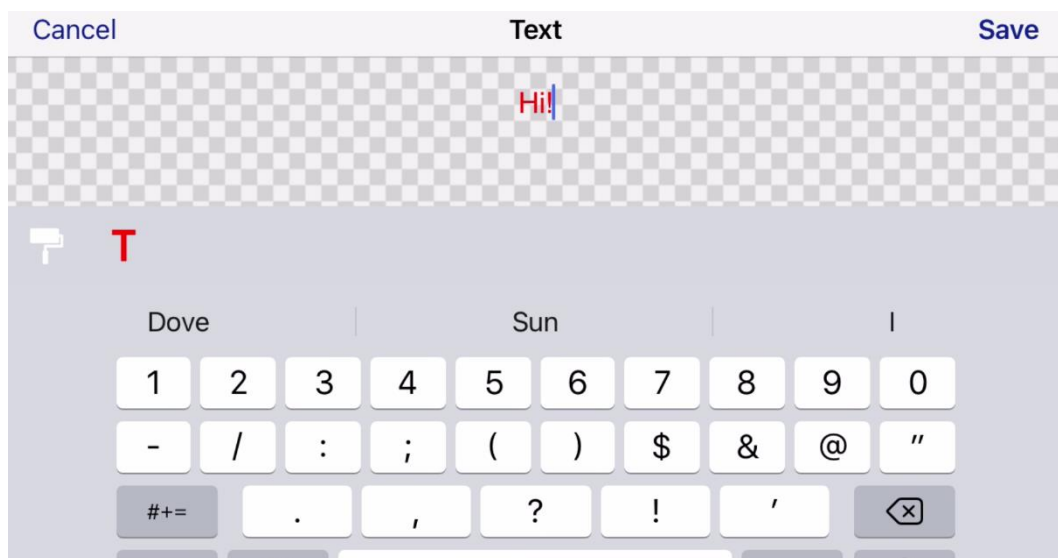 Cancel Text Save
Hi!
T
Dove Sun I
1 2 3 4 5 6 7 8 9 0
- / : ; ( ) $ & @ "
#+= . , ? ! '